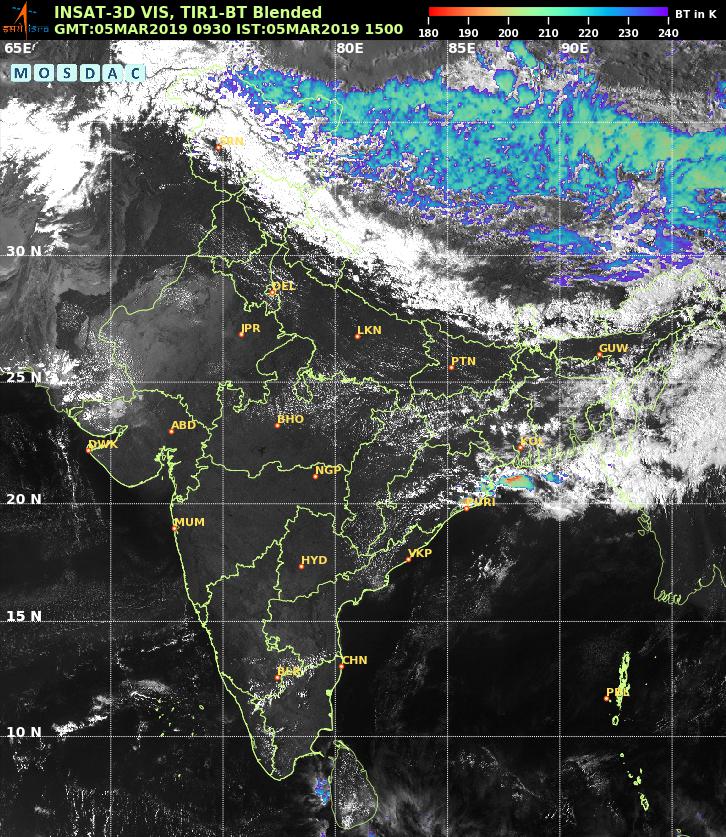 INSAT-3D VIS, TIR1-BT Blended
GMT:05MAR2019 0930 IST:05MAR2019 1500
BT in K
180 190 200 210 220 230 240
65E 80E 85E 90E
MOSDAC
SRN
30 N
DEL
JPR LKN
GUW
PTN
25 N
BHO
ABD
DWK KOL
NGP
20 N
PURI
MUM
VKP
HYD
15 N
CHN
BLR
PBL
10 N